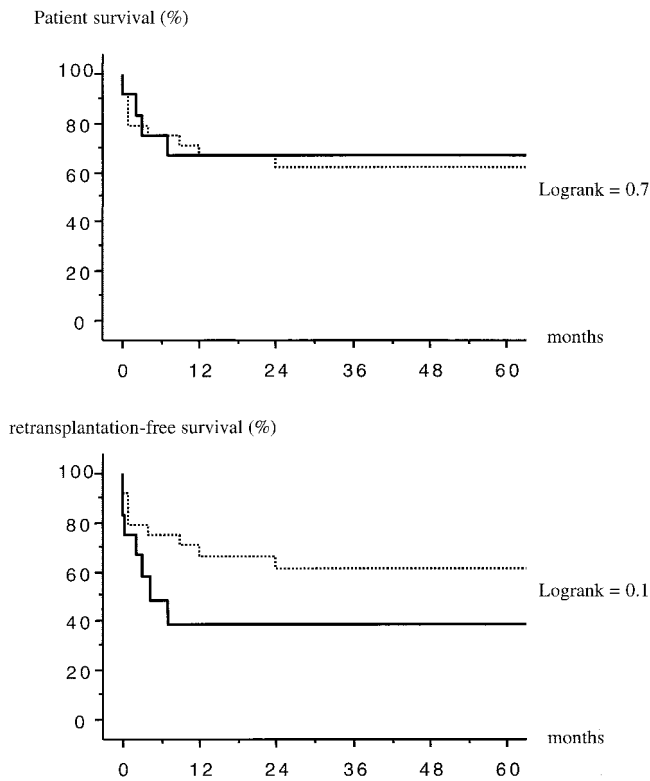 Patient survival (%)
100
80
60
40
20
0
Logrank = 0.7
months
0 12 24 36 48 60
retransplantation-free survival (%)
100
80
60
40
20
0
Logrank = 0.1
months
0 12 24 36 48 60